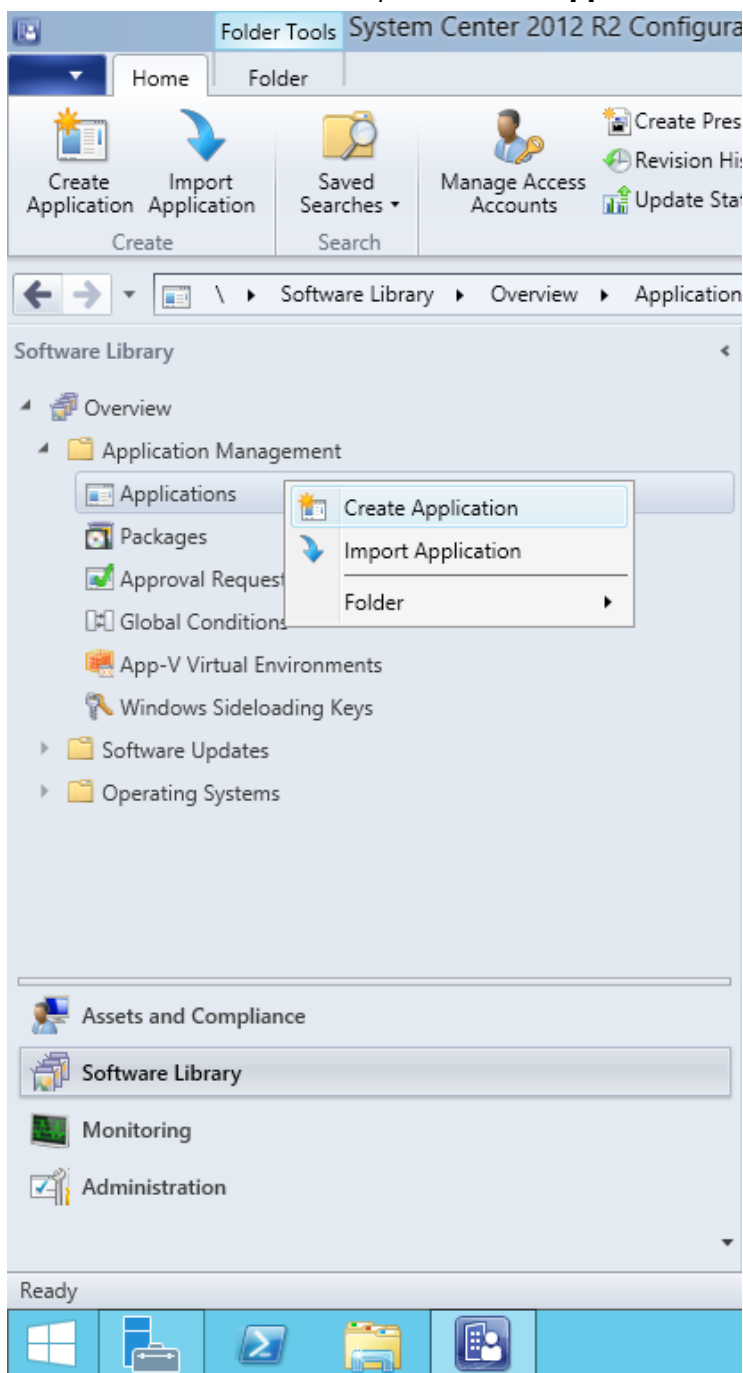 Folder Tools System Center 2012 R2 Configura
Home Folder
Create Application
Import Application
Saved Searches
Manage Access Accounts
Create Pres
Revision His
Update Stat
Create
Search
\ Software Library Overview Application
Software Library
Overview
Application Management
Applications
Create Application
Packages
Import Application
Approval Request
Folder
Global Conditions
App-V Virtual Environments
Windows Sideloading Keys
Software Updates
Operating Systems
Assets and Compliance
Software Library
Monitoring
Administration
Ready